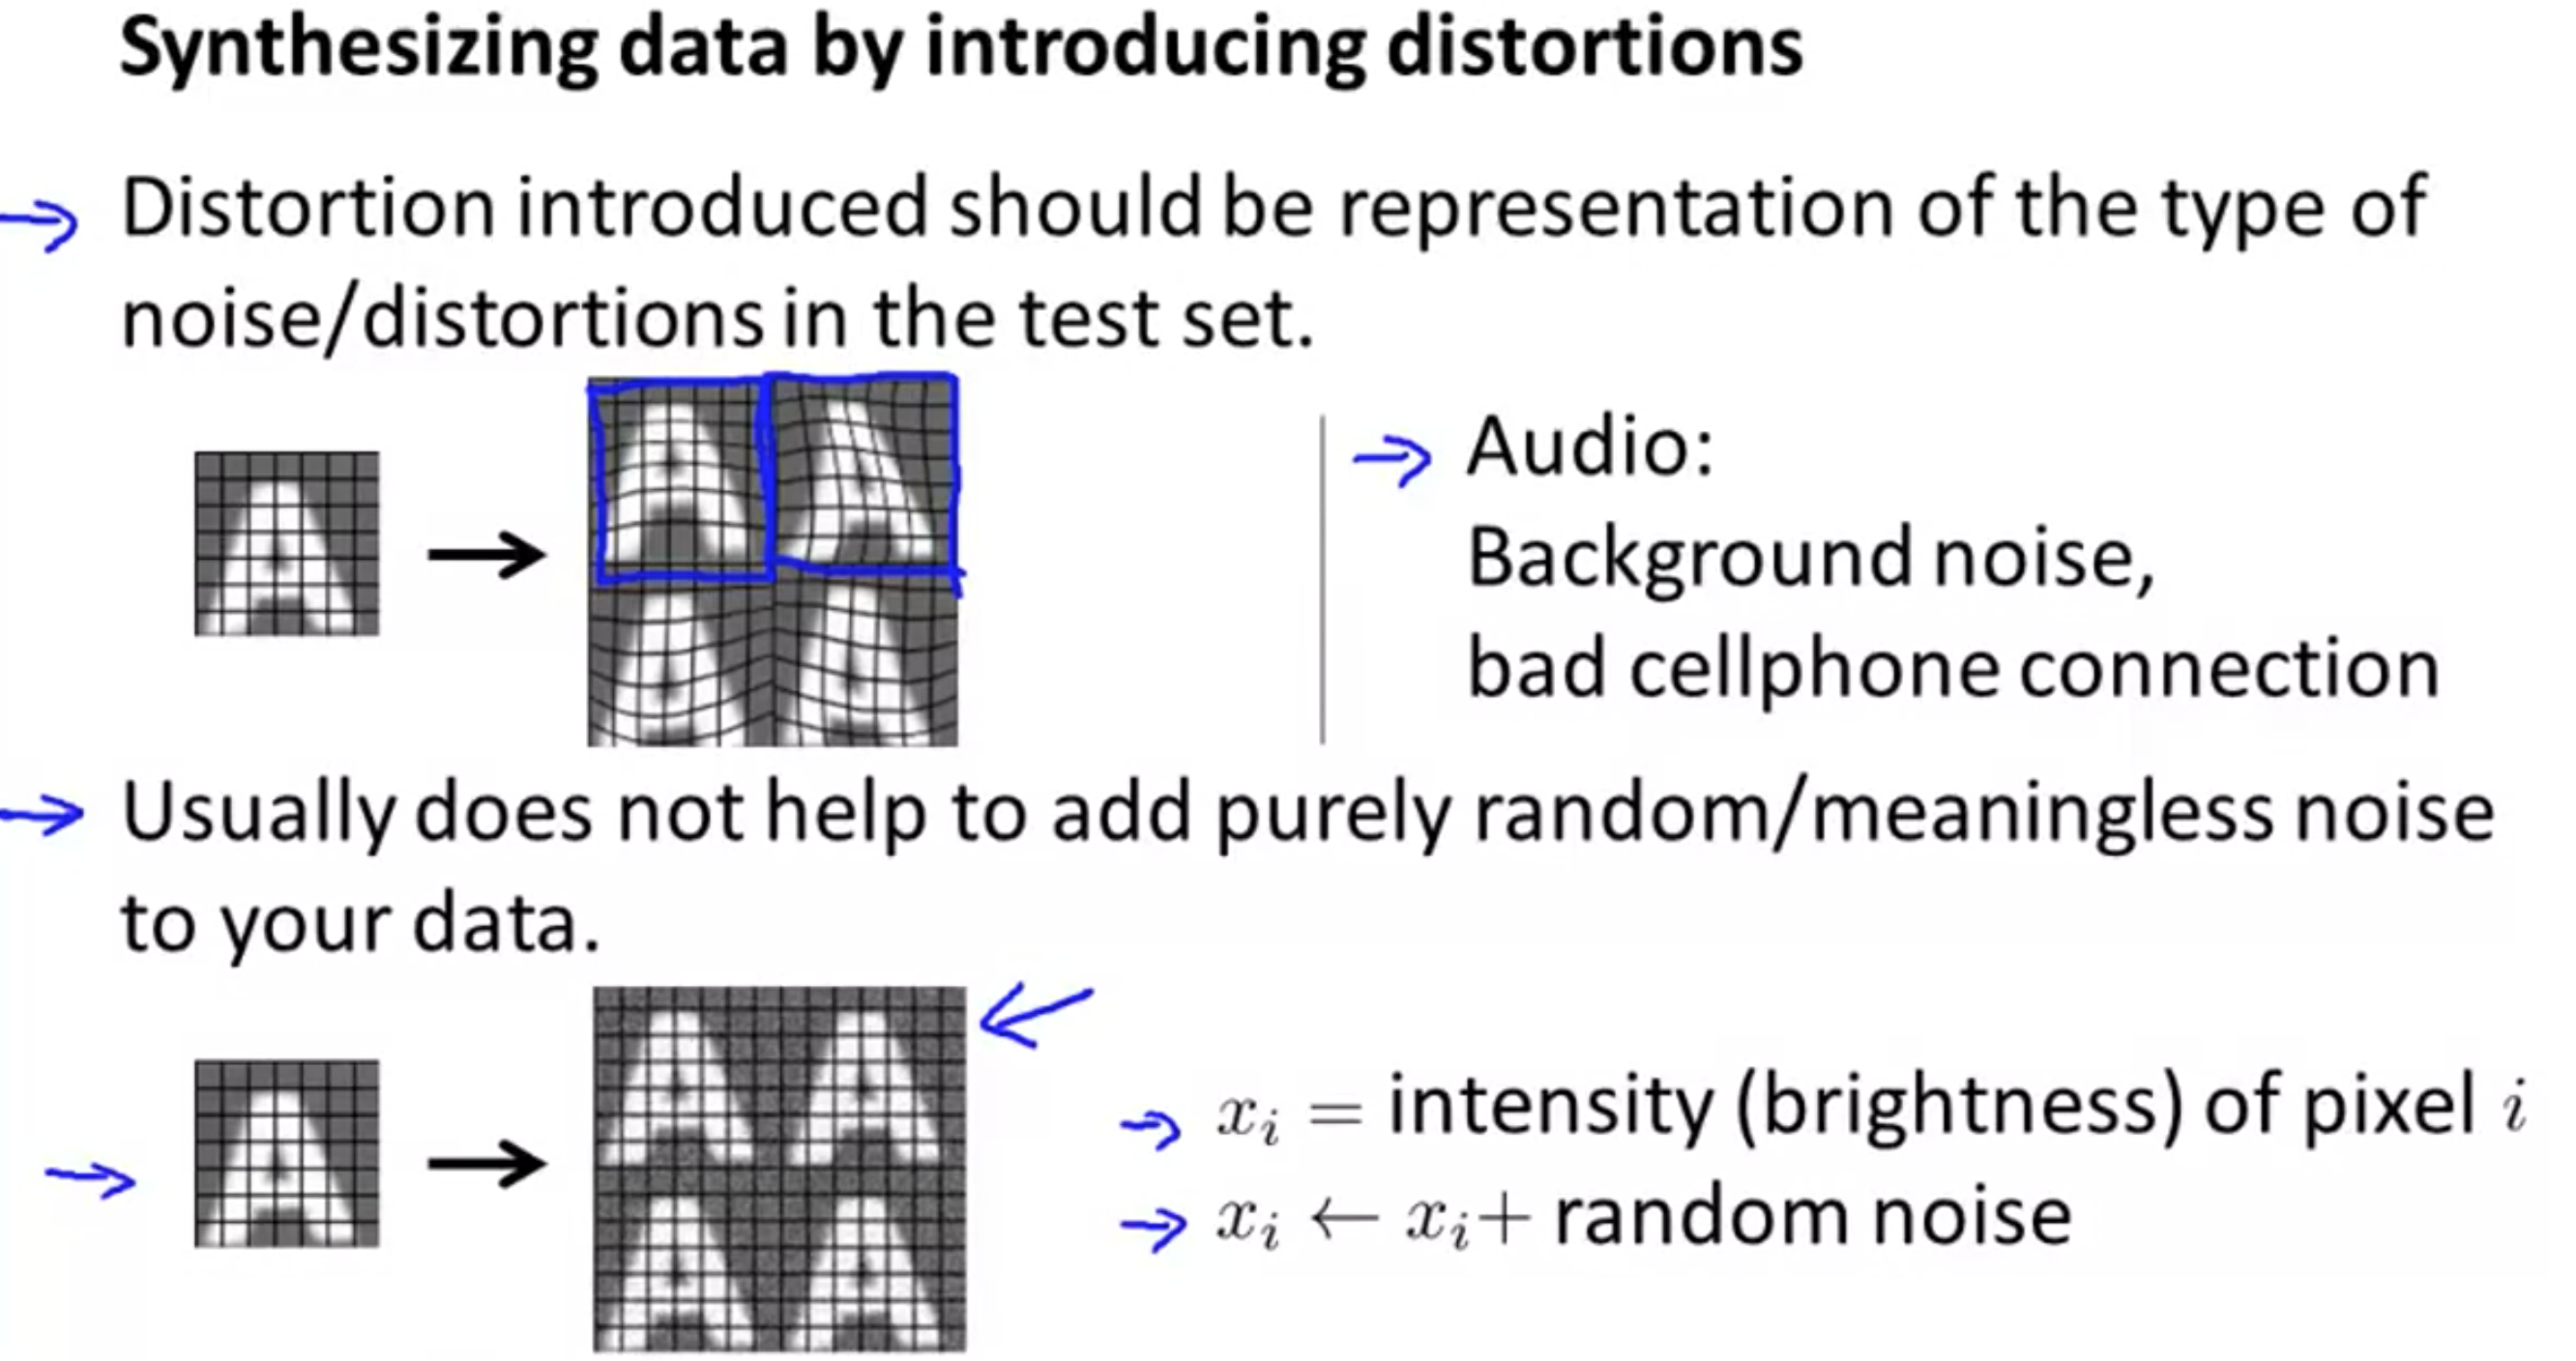 Synthesizing data by introducing distortions
Distortion introduced should be representation of the type of
noise/distortions in the test set.
Audio:
Background noise,
bad cellphone connection
Usually does not help to add purely random/meaningless noise
to your data.
x_i = intensity (brightness) of pixel i
x_i ← x_i + random noise